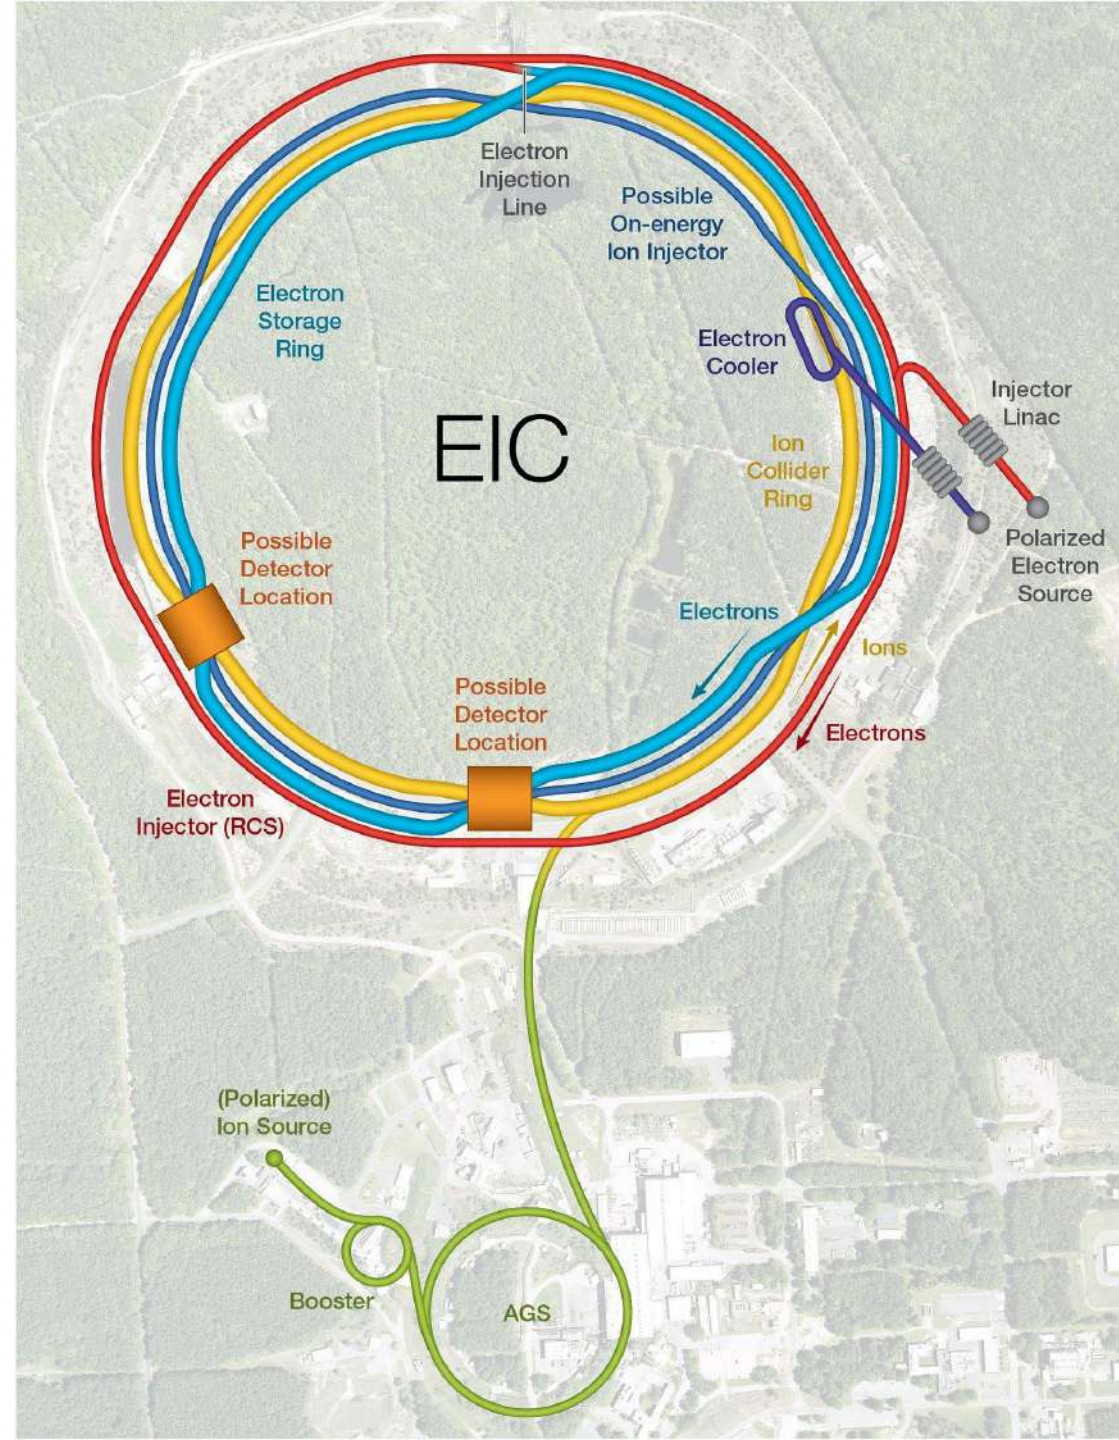 Electron
Injection
Line
Possible
On-energy
Ion Injector
Electron
Storage
Ring
Electron
Cooler
Injector
Linac
EIC
Ion
Collider
Ring
Polarized
Electron
Source
Possible
Detector
Location
Electrons
Ions
Possible
Detector
Location
Electrons
Electron
Injector (RCS)
(Polarized)
Ion Source
Booster
AGS